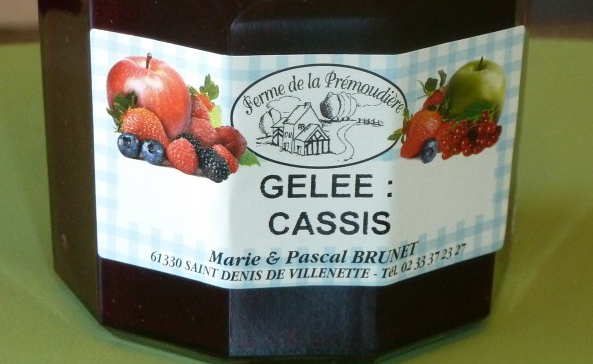 Ferme de la Prémoudière
GELEE :
CASSIS
Marie & Pascal BRUNET
61330 SAINT DENIS DE VILLENETTE - Tél. 02 33 37 23 27